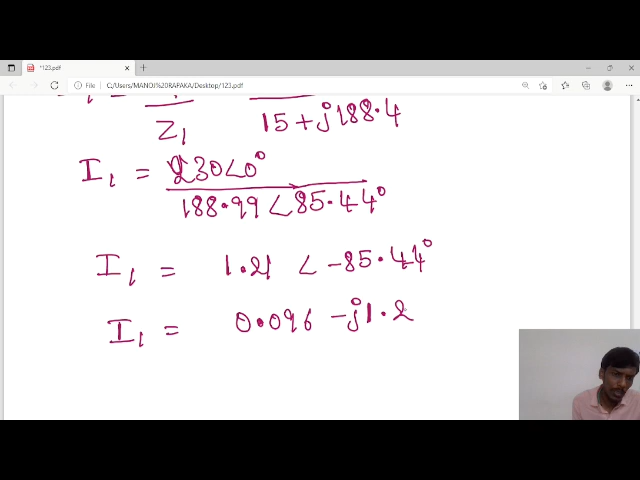 *123.pdf
File | C:/Users/MANOJ%20RAPAKA/Desktop/123.pdf
Z₁ 15 + j188.4
I₁ = 230∠0°
188.99 ∠85.44°
I₁ = 1.21 ∠-85.44°
I₁ = 0.096 - j1.2